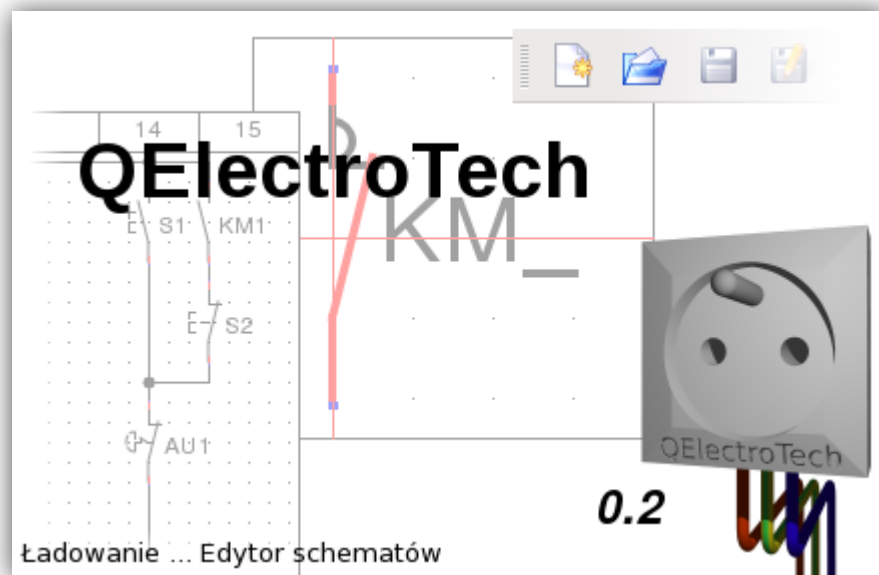 14 15
QElectroTech
S1 KM1
KM_
S2
AU1
QElectroTech
0.2
Ładowanie ... Edytor schematów